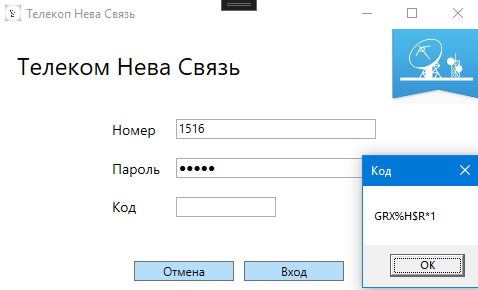 Телекоп Нева Связь
Телеком Нева Связь
Номер 1516
Пароль ●●●●●
Код
Код
GRX%H$R*1
OK
Отмена Вход